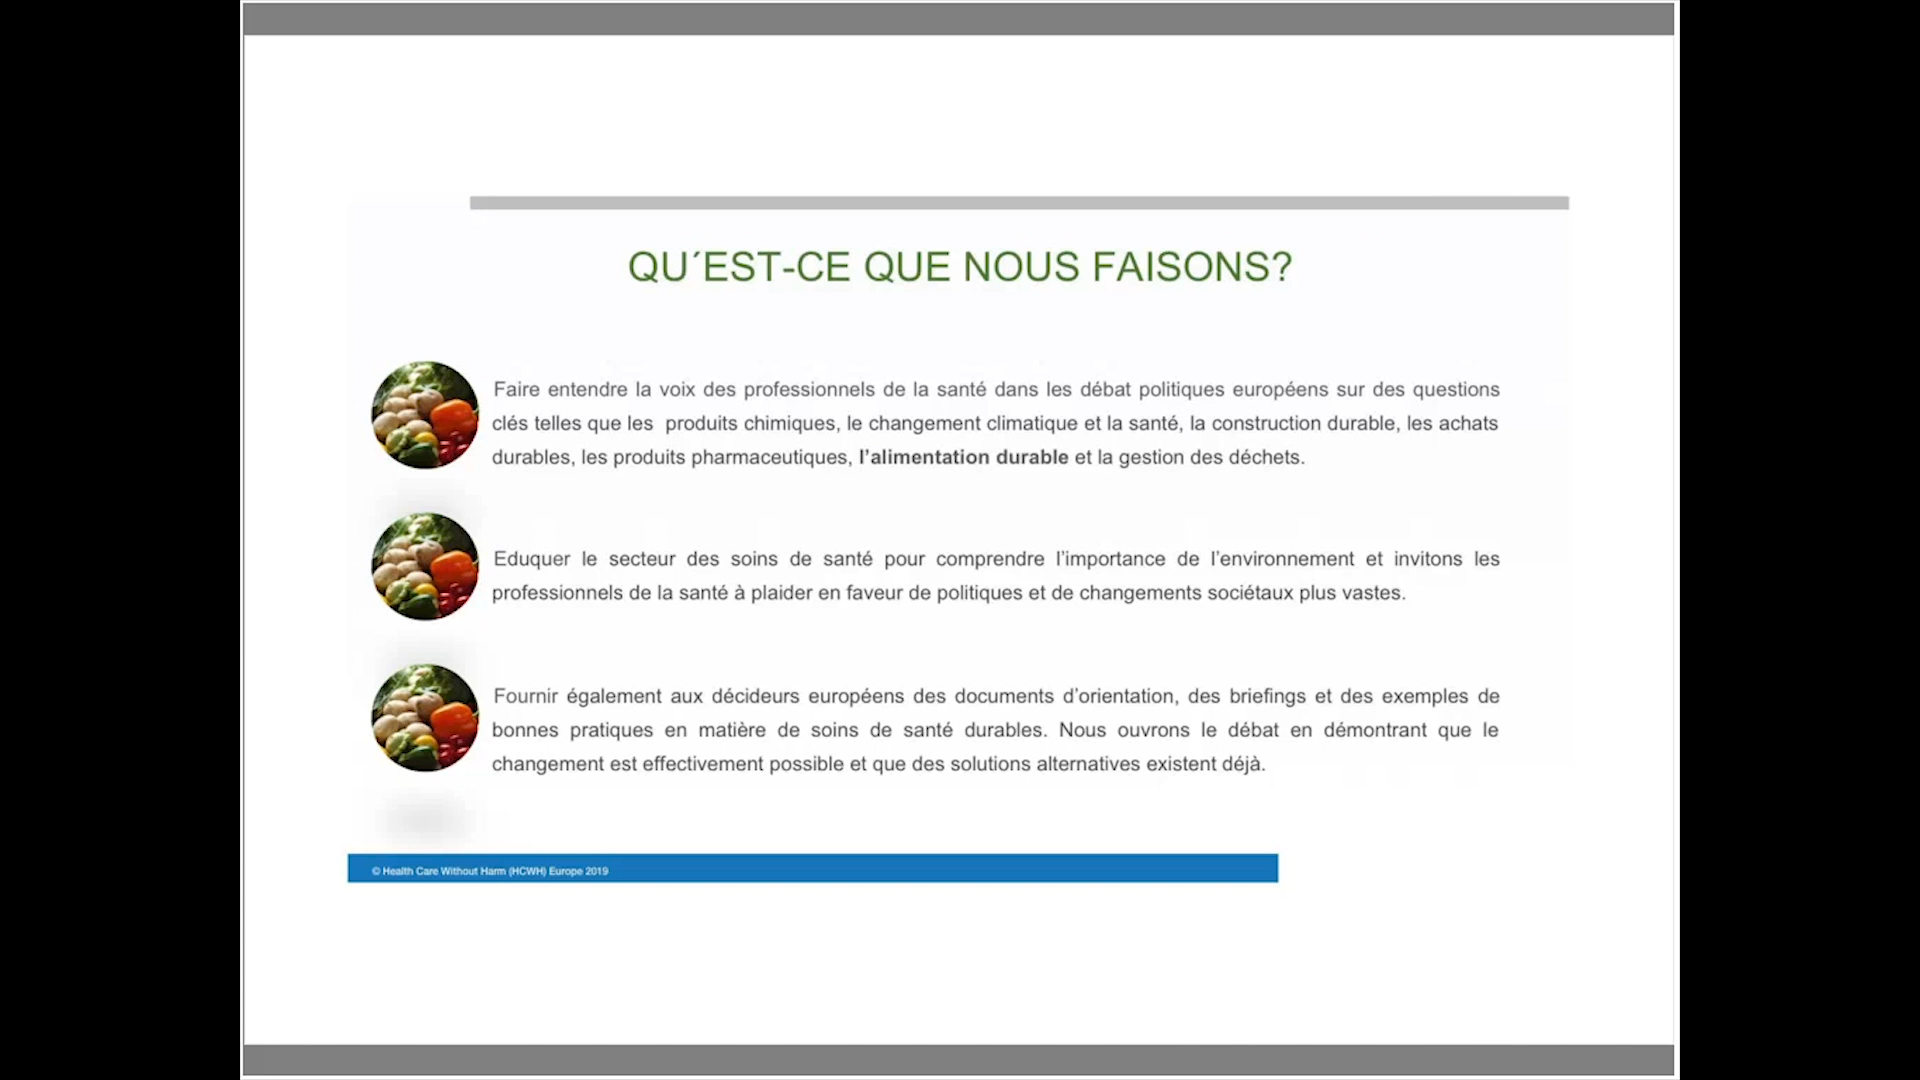 QU´EST-CE QUE NOUS FAISONS?
Faire entendre la voix des professionnels de la santé dans les débat politiques européens sur des questions
clés telles que les produits chimiques, le changement climatique et la santé, la construction durable, les achats
durables, les produits pharmaceutiques, l’alimentation durable et la gestion des déchets.
Eduquer le secteur des soins de santé pour comprendre l’importance de l’environnement et invitons les
professionnels de la santé à plaider en faveur de politiques et de changements sociétaux plus vastes.
Fournir également aux décideurs européens des documents d’orientation, des briefings et des exemples de
bonnes pratiques en matière de soins de santé durables. Nous ouvrons le débat en démontrant que le
changement est effectivement possible et que des solutions alternatives existent déjà.
© Health Care Without Harm (HCWH) Europe 2019